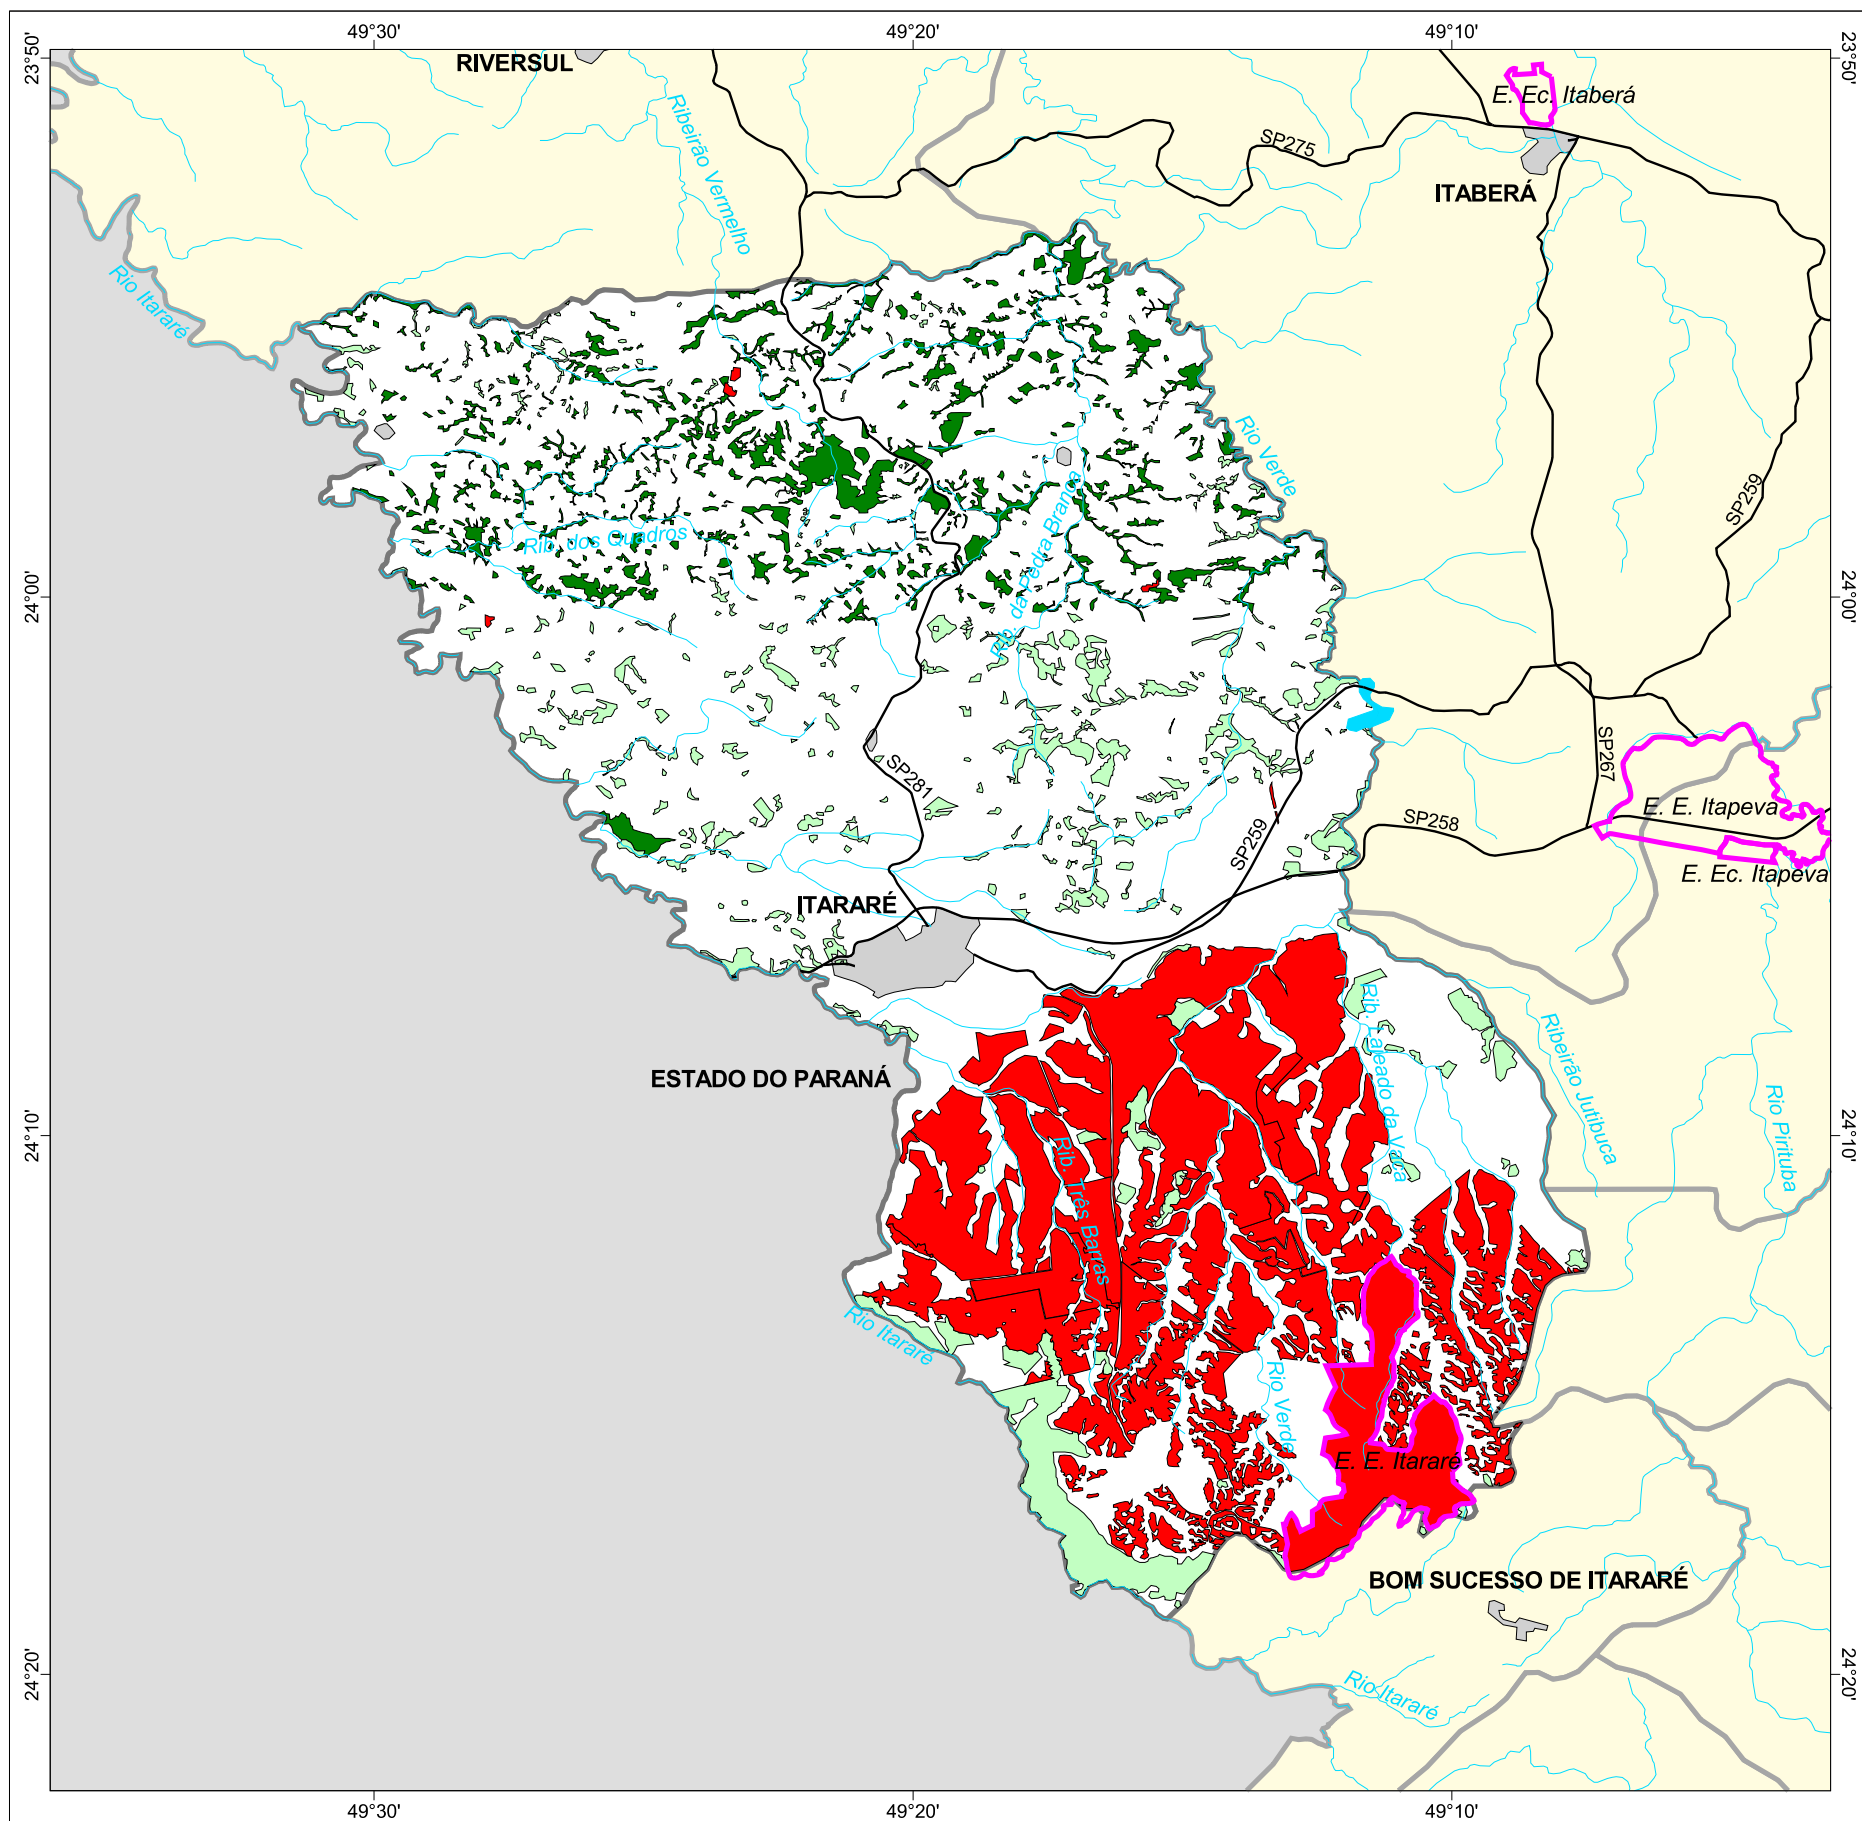 49°30'
49°20'
49°10'
23°50'
23°50'
RIVERSUL
E. Ec. Itaberá
SP275
Ribeirão Vermelho
ITABERÁ
Rio Itararé
Rio Verde
SP259
Rib. da Pedra Branca
Rib. dos Quadros
24°00'
24°00'
SP281
SP267
E. E. Itapeva
SP258
SP259
E. Ec. Itapeva
ITARARÉ
Rib. Lajeado da Vaca
Ribeirão Jutibuca
ESTADO DO PARANÁ
Rio Pirituba
24°10'
24°10'
Rib. Três Barras
Rio Itararé
Rio Verde
E. E. Itararé
BOM SUCESSO DE ITARARÉ
Rio Itararé
24°20'
24°20'
49°30'
49°20'
49°10'